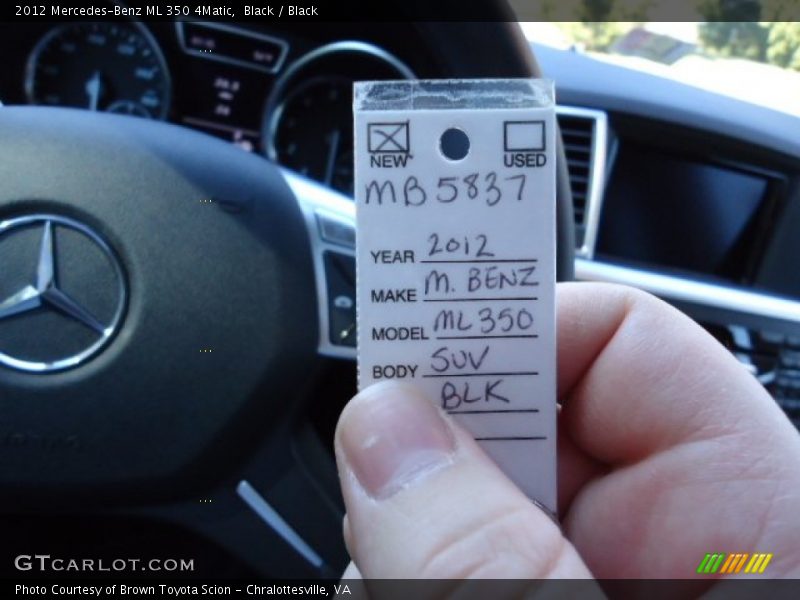 2012 Mercedes-Benz ML 350 4Matic, Black / Black
NEW USED
MB5837
YEAR 2012
MAKE M. BENZ
MODEL ML350
BODY SUV
BLK
GTCARLOT.COM
Photo Courtesy of Brown Toyota Scion - Chralottesville, VA